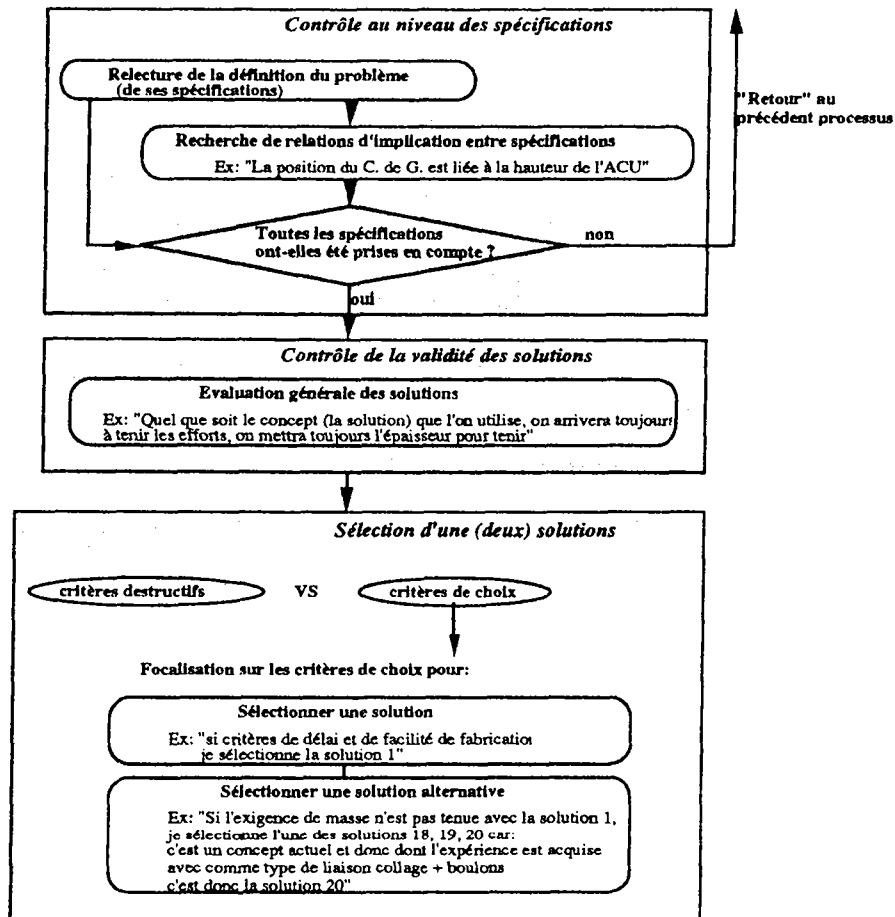 Contrôle au niveau des spécifications
Relecture de la définition du problème
(de ses spécifications)
"Retour" au
précédent processus
Recherche de relations d'implication entre spécifications
Ex: "La position du C. de G. est liée à la hauteur de l'ACU"
Toutes les spécifications
ont-elles été prises en compte ?
non
oui
Contrôle de la validité des solutions
Evaluation générale des solutions
Ex: "Quel que soit le concept (la solution) que l'on utilise, on arrivera toujours
à tenir les efforts, on mettra toujours l'épaisseur pour tenir"
Sélection d'une (deux) solutions
critères destructifs
VS
critères de choix
Focalisation sur les critères de choix pour:
Sélectionner une solution
Ex: "si critères de délai et de facilité de fabrication
je sélectionne la solution 1"
Sélectionner une solution alternative
Ex: "Si l'exigence de masse n'est pas tenue avec la solution 1,
je sélectionne l'une des solutions 18, 19, 20 car:
c'est un concept actuel et donc dont l'expérience est acquise
avec comme type de liaison collage + boulons
c'est donc la solution 20"